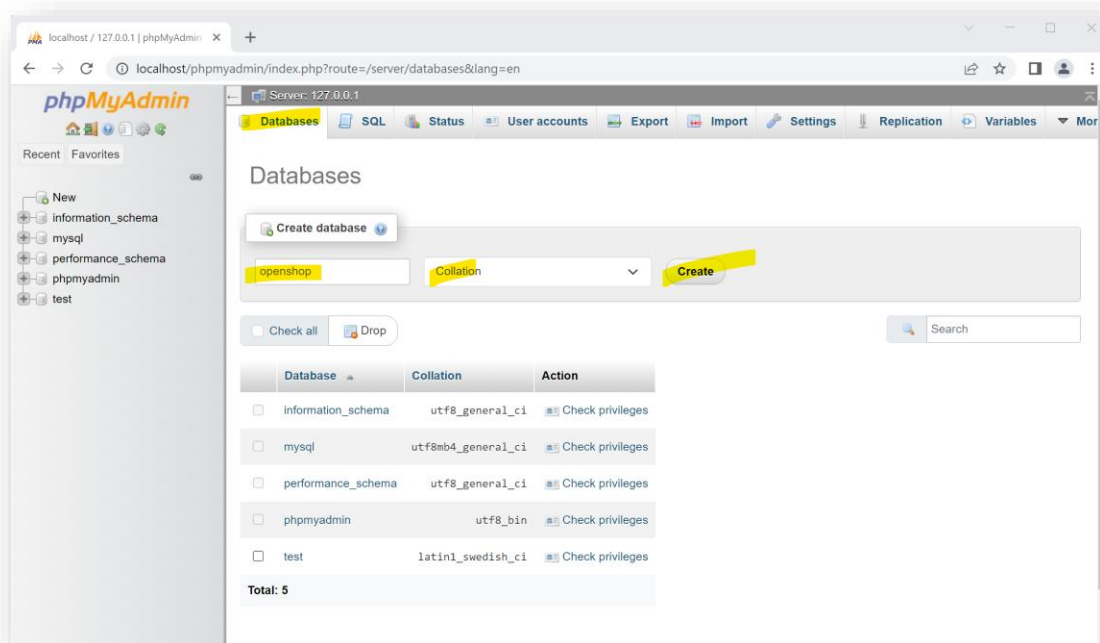 localhost / 127.0.0.1 | phpMyAdmin
localhost/phpmyadmin/index.php?route=/server/databases&lang=en
phpMyAdmin
Recent Favorites
New
information_schema
mysql
performance_schema
phpmyadmin
test
Server: 127.0.0.1
Databases SQL Status User accounts Export Import Settings Replication Variables Mor
Databases
Create database
openshop Collation Create
Check all Drop Search
Database Collation Action
information_schema utf8_general_ci Check privileges
mysql utf8mb4_general_ci Check privileges
performance_schema utf8_general_ci Check privileges
phpmyadmin utf8_bin Check privileges
test latin1_swedish_ci Check privileges
Total: 5